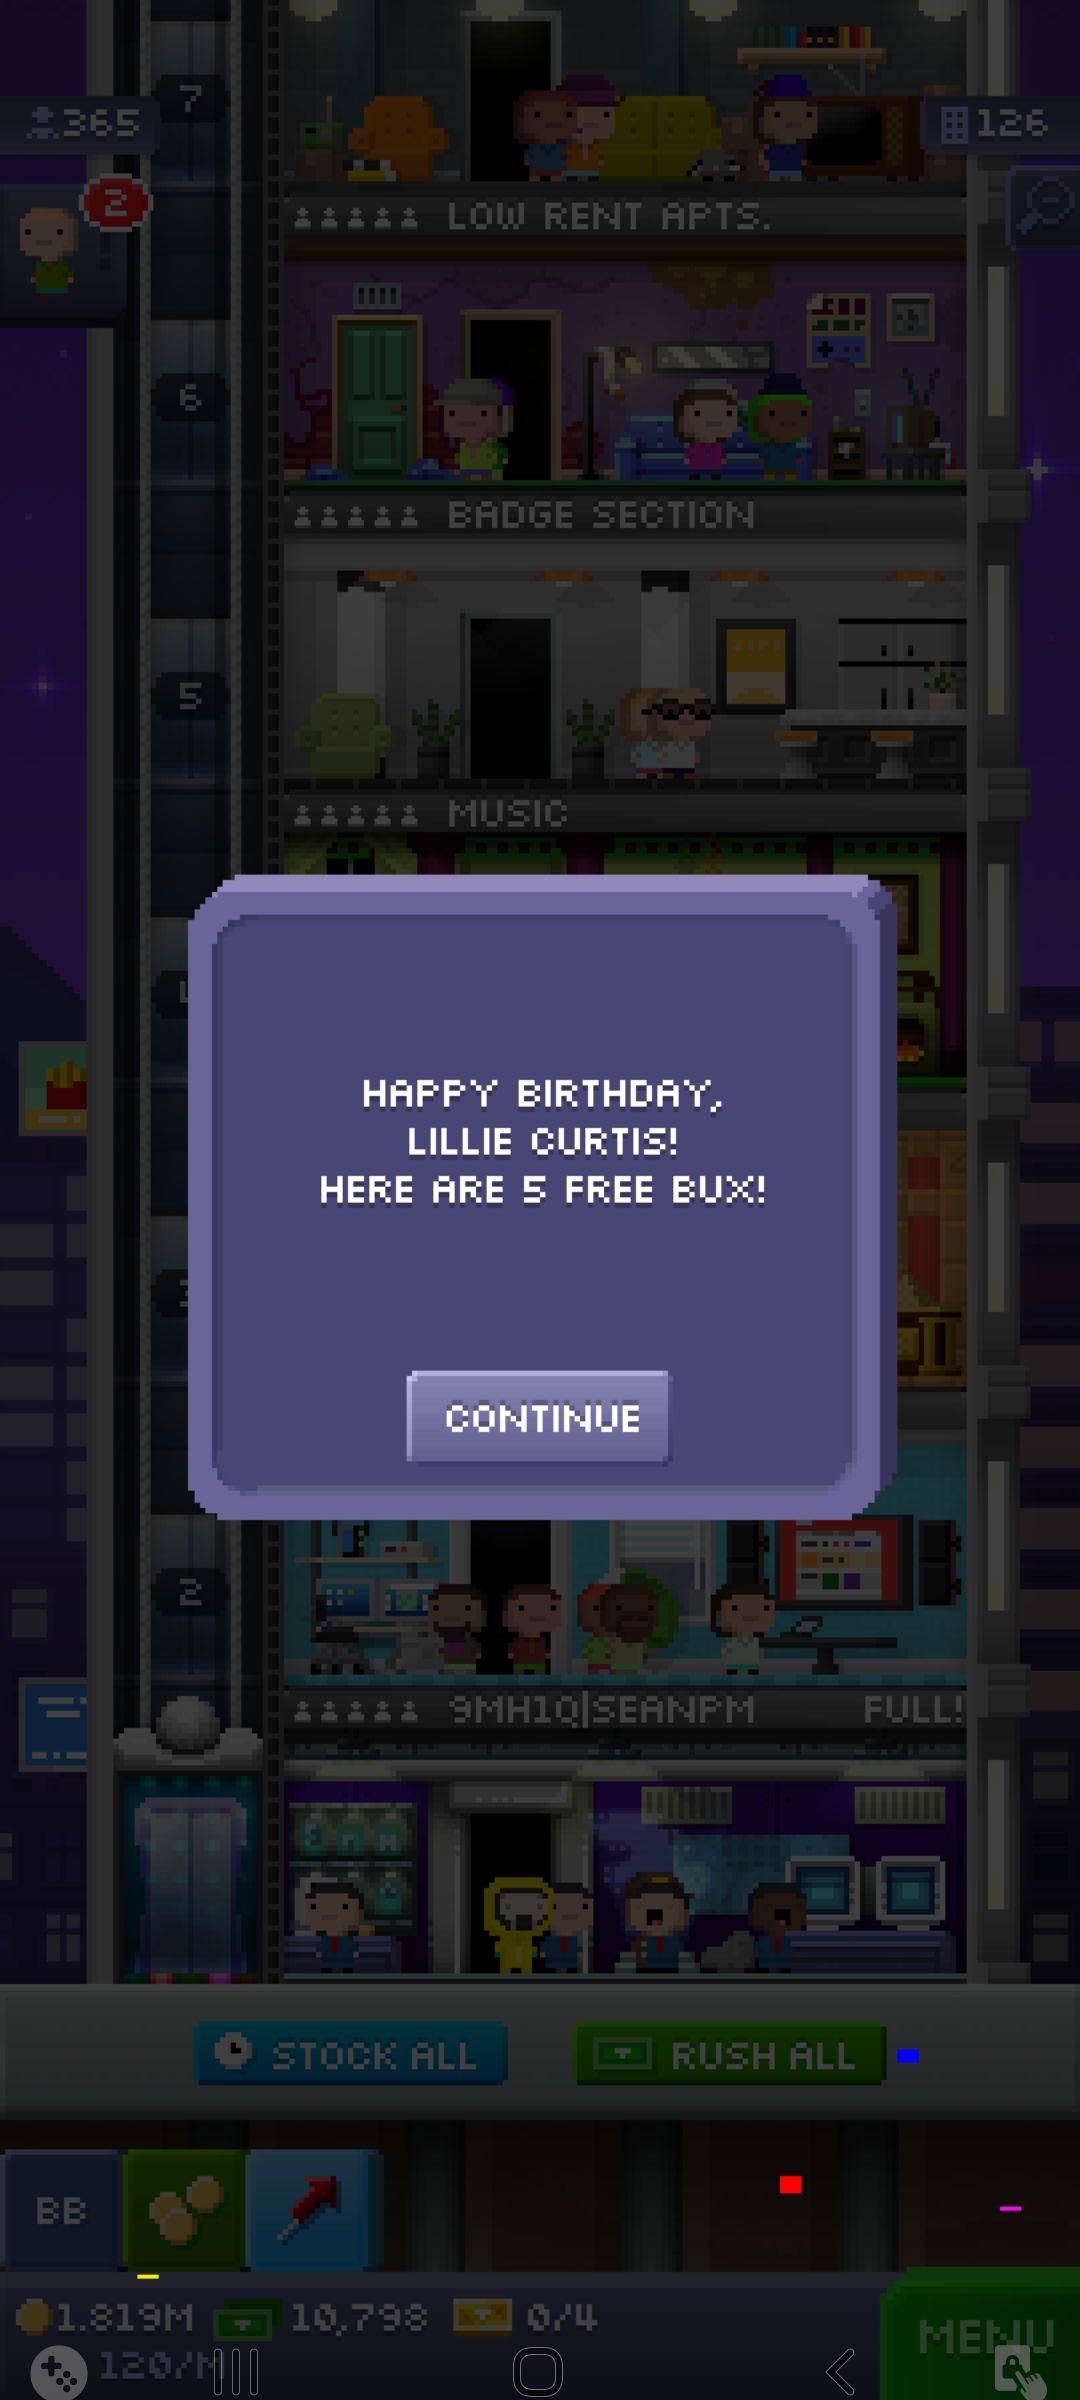 7
365
126
2
LOW RENT APTS.
6
BADGE SECTION
5
MUSIC
HAPPY BIRTHDAY,
LILLIE CURTIS!
HERE ARE 5 FREE BUX!
CONTINUE
2
9MH1Q|SEANPM FULL!
STOCK ALL
RUSH ALL
BB
1.819M
10,798
0/4
MENU
120/M